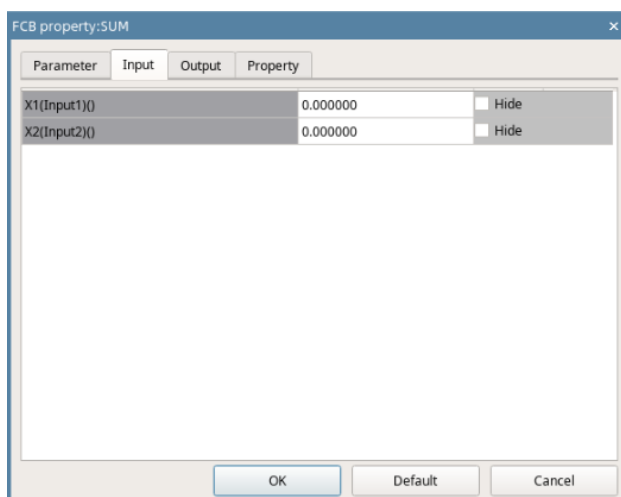 FCB property:SUM ×
Parameter Input Output Property
X1(Input1)() 0.000000 Hide
X2(Input2)() 0.000000 Hide
OK Default Cancel